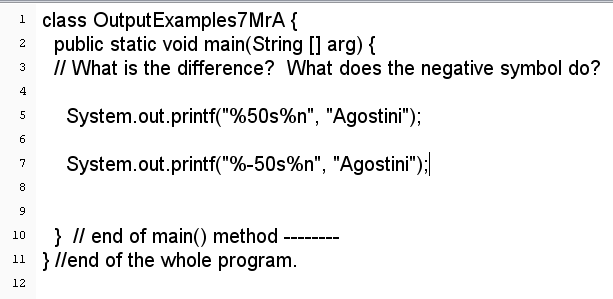 1 class OutputExamples7MrA {
2 public static void main(String [] arg) {
3 // What is the difference?  What does the negative symbol do?
4
5 System.out.printf("%50s%n", "Agostini");
6
7 System.out.printf("%-50s%n", "Agostini");
8
9
10 }  // end of main() method --------
11 } //end of the whole program.
12